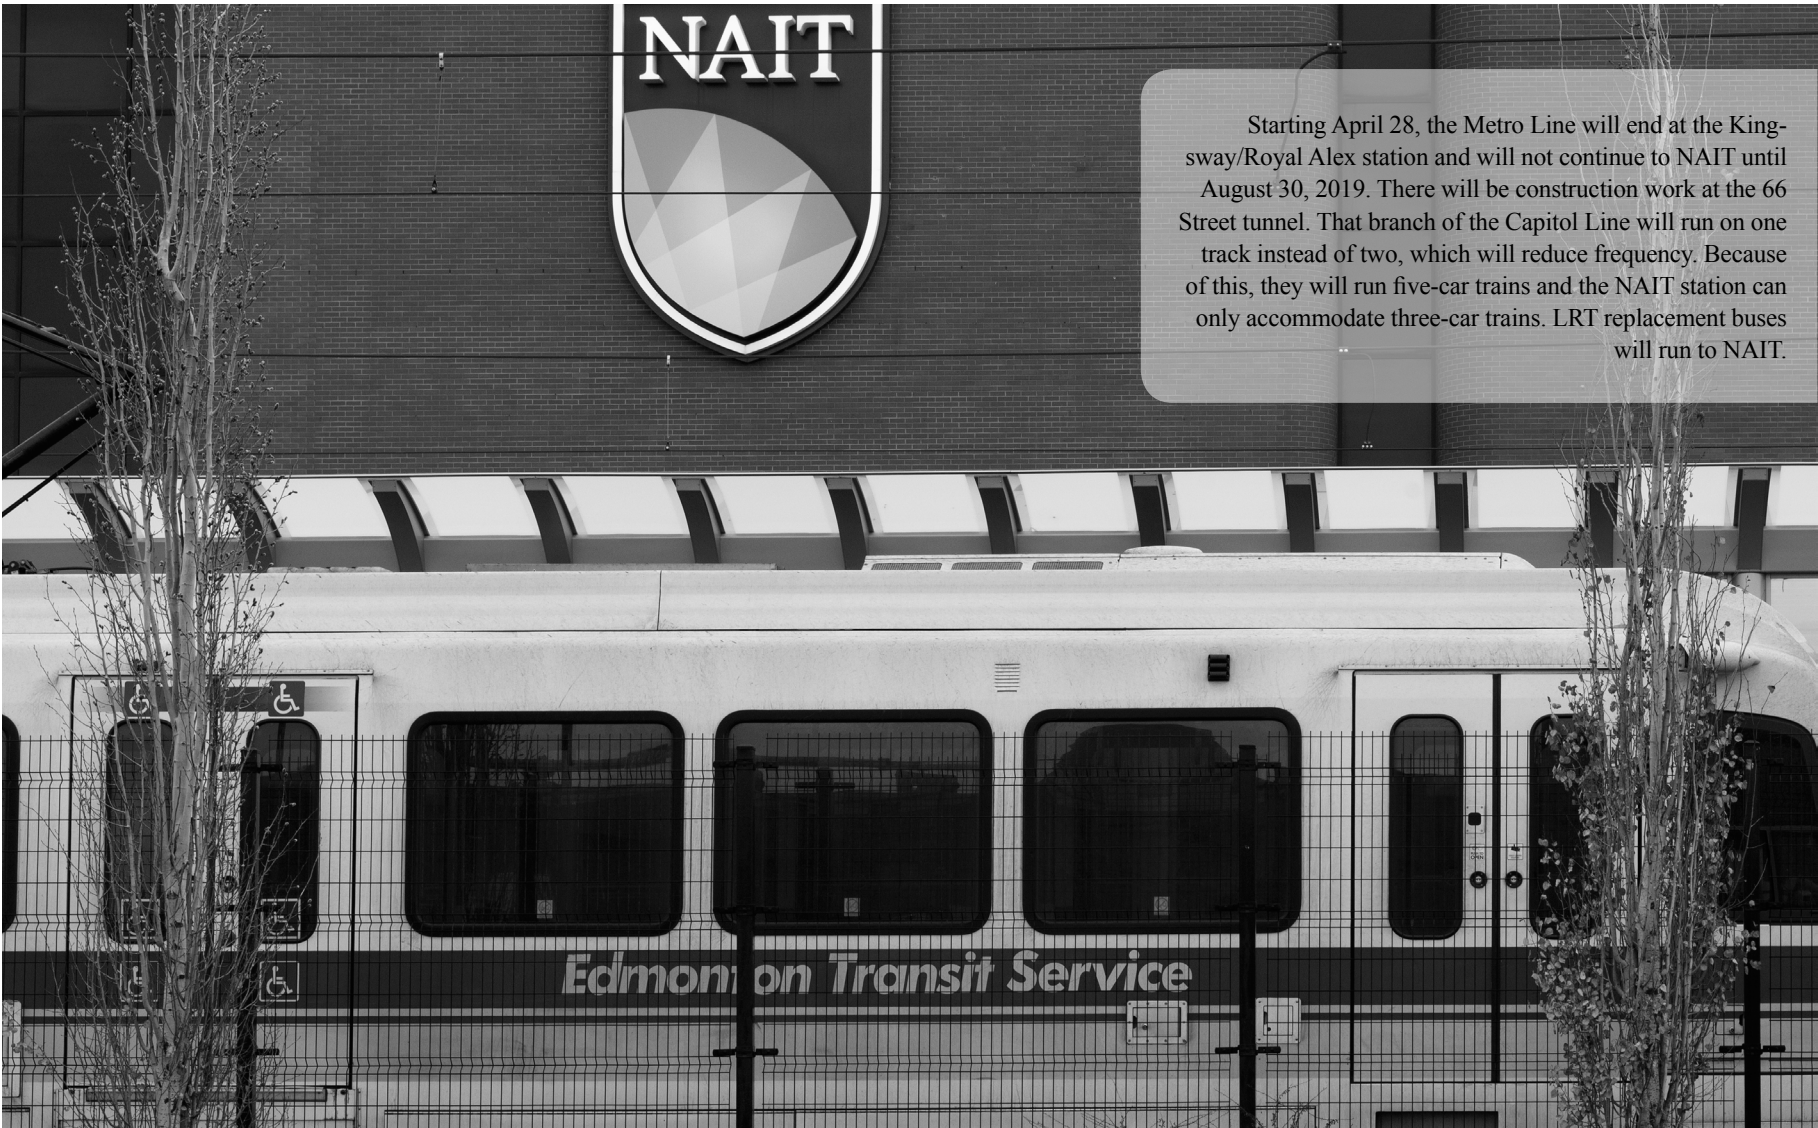 NAIT
Starting April 28, the Metro Line will end at the King-
sway/Royal Alex station and will not continue to NAIT until
August 30, 2019. There will be construction work at the 66
Street tunnel. That branch of the Capitol Line will run on one
track instead of two, which will reduce frequency. Because
of this, they will run five-car trains and the NAIT station can
only accommodate three-car trains. LRT replacement buses
will run to NAIT.
Edmonton Transit Service